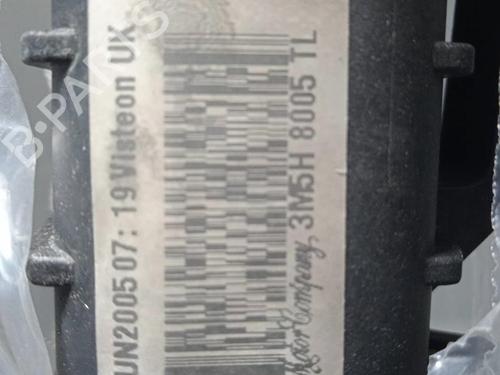 UN2005 07:19 Visteon UK
Motor Company, 3M5H 8005 TL
B-PARTS